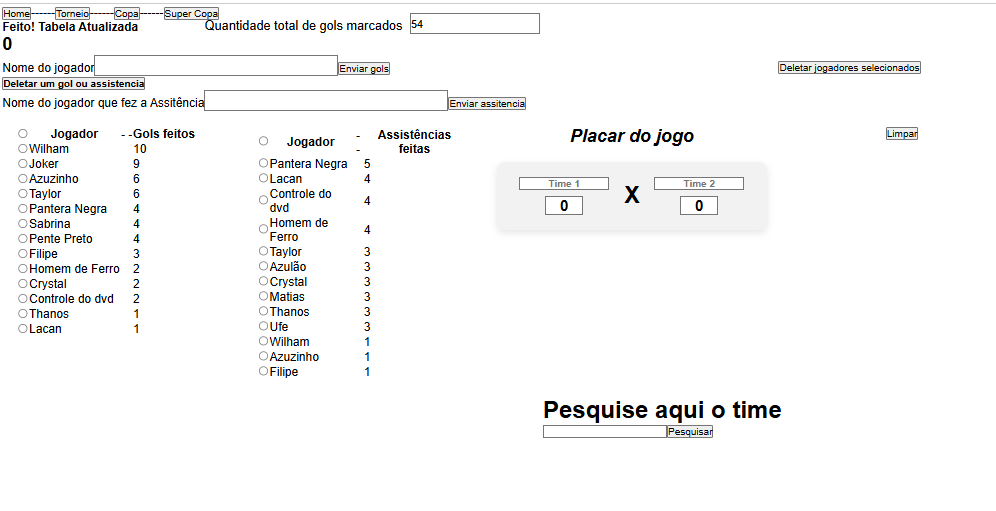 Home------Torneio------Copa------Super Copa
Feito! Tabela Atualizada
Quantidade total de gols marcados 54
0
Nome do jogador Enviar gols
Deletar jogadores selecionados
Deletar um gol ou assistencia
Nome do jogador que fez a Assitência Enviar assitencia
Jogador - -Gols feitos
Wilham 10
Joker 9
Azuzinho 6
Taylor 6
Pantera Negra 4
Sabrina 4
Pente Preto 4
Filipe 3
Homem de Ferro 2
Crystal 2
Controle do dvd 2
Thanos 1
Lacan 1
Jogador - - Assistências feitas
Pantera Negra 5
Lacan 4
Controle do dvd 4
Homem de Ferro 4
Taylor 3
Azulão 3
Crystal 3
Matias 3
Thanos 3
Ufe 3
Wilham 1
Azuzinho 1
Filipe 1
Placar do jogo
Limpar
Time 1 X Time 2
0 0
Pesquise aqui o time
Pesquisar